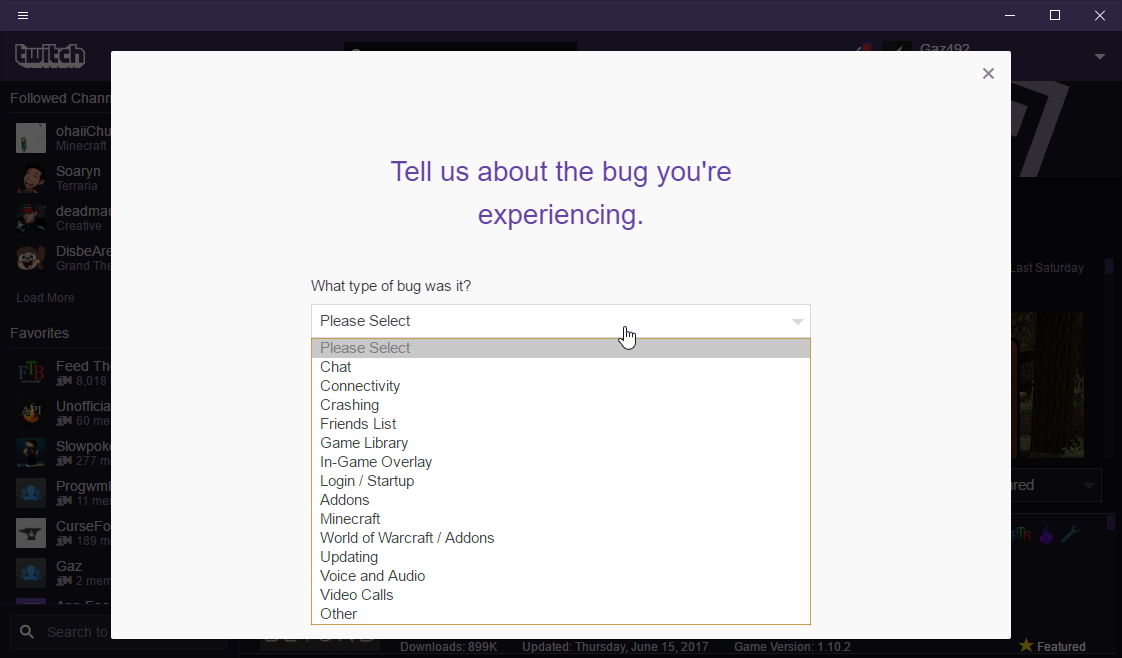 twitch
Gaz492
Followed Chann
ohaiiChu
Minecraft
Soaryn
Terraria
deadma
Creative
DisbeAre
Grand The
Load More
Favorites
Feed Th
8,018
Unofficia
60 me
Slowpok
277 m
Progwml
11 me
CurseFo
189 m
Gaz
2 mem
Search to
Tell us about the bug you're
experiencing.
What type of bug was it?
Please Select
Please Select
Chat
Connectivity
Crashing
Friends List
Game Library
In-Game Overlay
Login / Startup
Addons
Minecraft
World of Warcraft / Addons
Updating
Voice and Audio
Video Calls
Other
Last Saturday
ured
Downloads: 899K Updated: Thursday, June 15, 2017 Game Version: 1.10.2
Featured